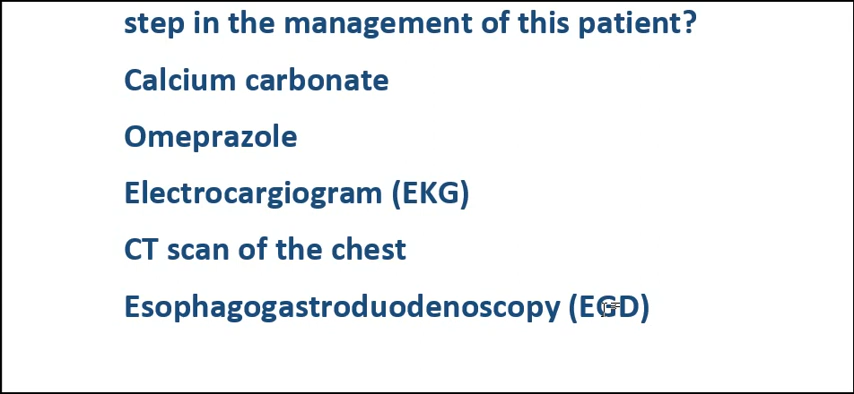 step in the management of this patient?
Calcium carbonate
Omeprazole
Electrocargiogram (EKG)
CT scan of the chest
Esophagogastroduodenoscopy (EGD)